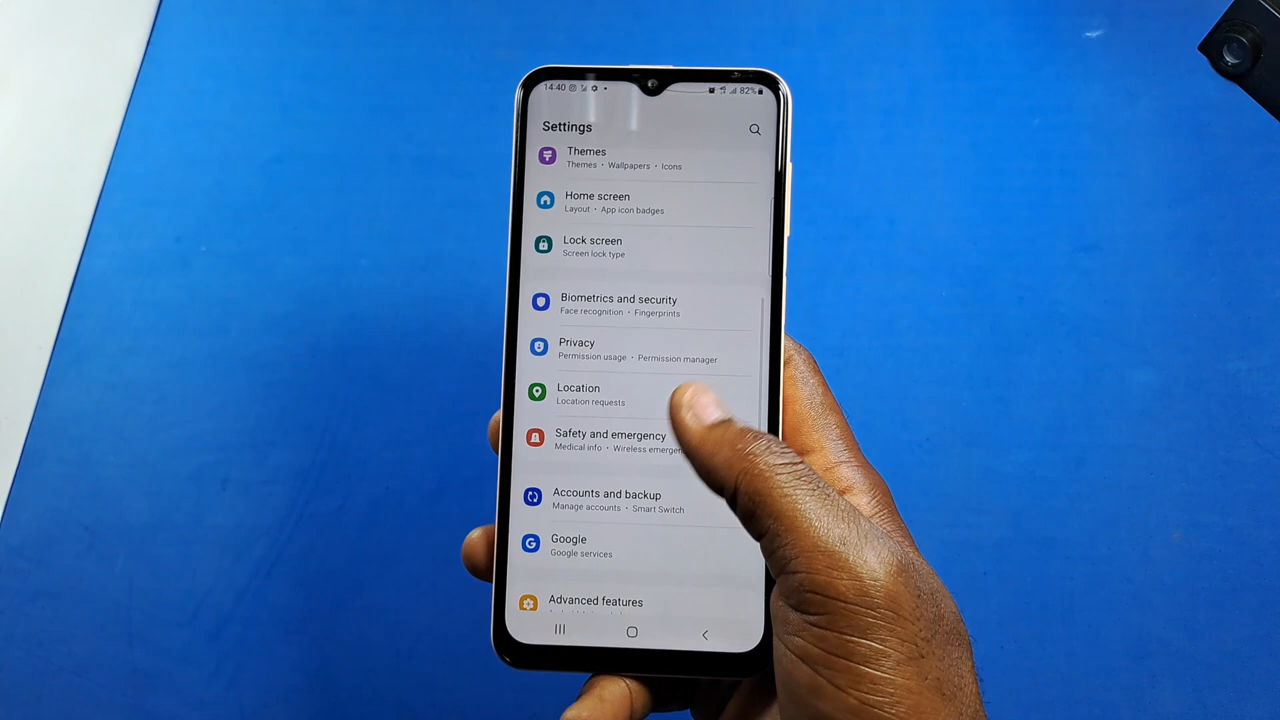 14:40 82%
Settings
Themes
Themes • Wallpapers • Icons
Home screen
Layout • App icon badges
Lock screen
Screen lock type
Biometrics and security
Face recognition • Fingerprints
Privacy
Permission usage • Permission manager
Location
Location requests
Safety and emergency
Medical info • Wireless
Accounts and backup
Manage accounts • Smart Switch
Google
Google services
Advanced features